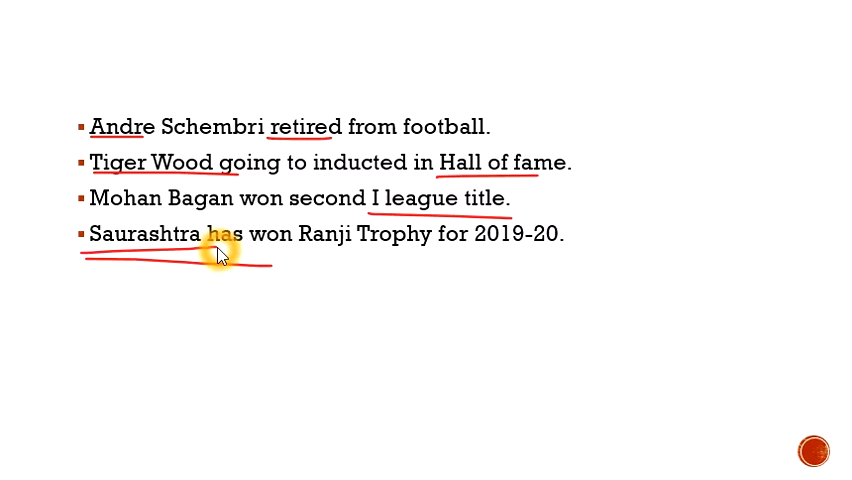 Andre Schembri retired from football.
Tiger Wood going to inducted in Hall of fame.
Mohan Bagan won second I league title.
Saurashtra has won Ranji Trophy for 2019-20.